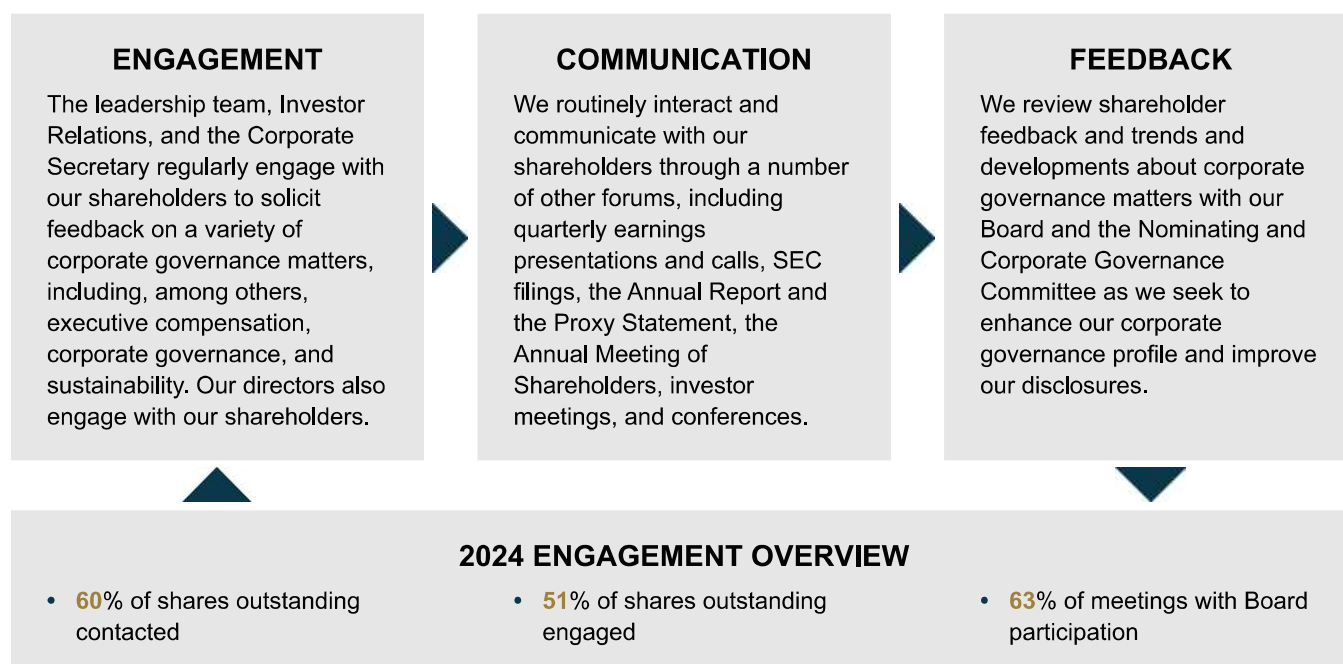 ENGAGEMENT
The leadership team, Investor
Relations, and the Corporate
Secretary regularly engage with
our shareholders to solicit
feedback on a variety of
corporate governance matters,
including, among others,
executive compensation,
corporate governance, and
sustainability. Our directors also
engage with our shareholders.
COMMUNICATION
We routinely interact and
communicate with our
shareholders through a number
of other forums, including
quarterly earnings
presentations and calls, SEC
filings, the Annual Report and
the Proxy Statement, the
Annual Meeting of
Shareholders, investor
meetings, and conferences.
FEEDBACK
We review shareholder
feedback and trends and
developments about corporate
governance matters with our
Board and the Nominating and
Corporate Governance
Committee as we seek to
enhance our corporate
governance profile and improve
our disclosures.
2024 ENGAGEMENT OVERVIEW
• 60% of shares outstanding
contacted
• 51% of shares outstanding
engaged
• 63% of meetings with Board
participation